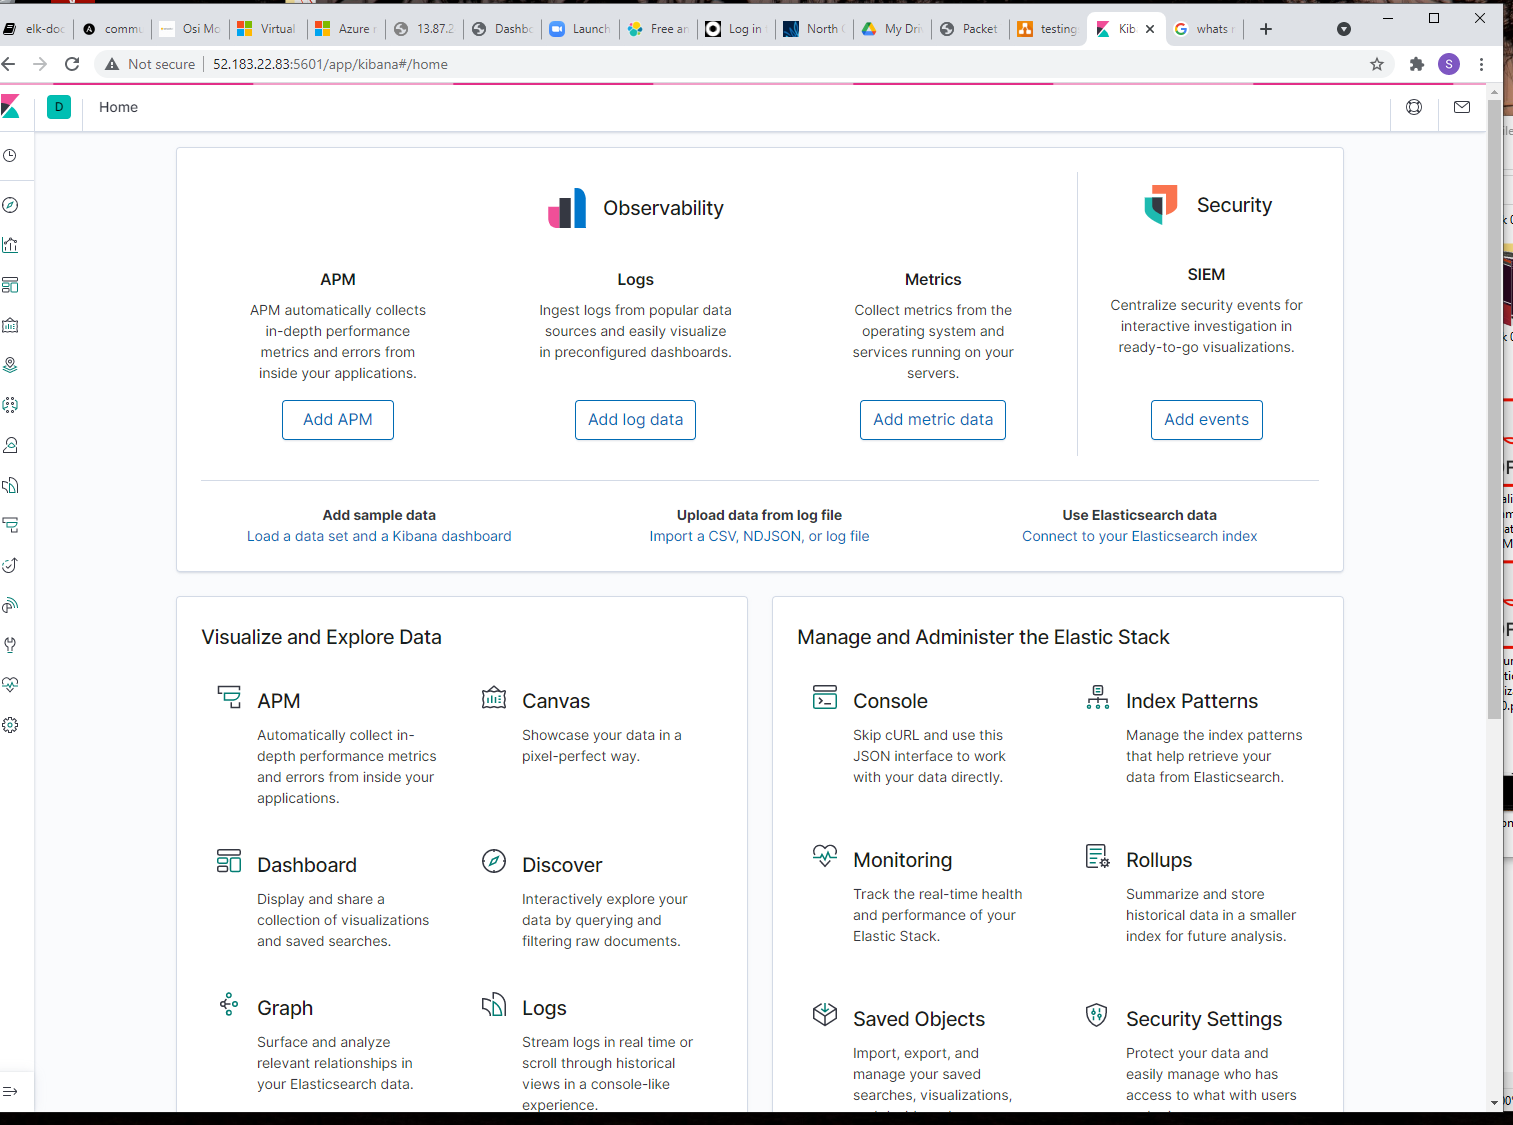 elk-doc
commu
Osi Mo
Virtual
Azure r
13.87.2
Dashbo
Launch
Free an
Log in
North
My Dri
Packet
testing
Kib
whats r
Not secure
52.183.22.83:5601/app/kibana#/home
S
D
Home
Observability
Security
APM
APM automatically collects
in-depth performance
metrics and errors from
inside your applications.
Add APM
Logs
Ingest logs from popular data
sources and easily visualize
in preconfigured dashboards.
Add log data
Metrics
Collect metrics from the
operating system and
services running on your
servers.
Add metric data
SIEM
Centralize security events for
interactive investigation in
ready-to-go visualizations.
Add events
Add sample data
Load a data set and a Kibana dashboard
Upload data from log file
Import a CSV, NDJSON, or log file
Use Elasticsearch data
Connect to your Elasticsearch index
Visualize and Explore Data
APM
Automatically collect in-
depth performance metrics
and errors from inside your
applications.
Canvas
Showcase your data in a
pixel-perfect way.
Dashboard
Display and share a
collection of visualizations
and saved searches.
Discover
Interactively explore your
data by querying and
filtering raw documents.
Graph
Surface and analyze
relevant relationships in
your Elasticsearch data.
Logs
Stream logs in real time or
scroll through historical
views in a console-like
experience.
Manage and Administer the Elastic Stack
Console
Skip cURL and use this
JSON interface to work
with your data directly.
Index Patterns
Manage the index patterns
that help retrieve your
data from Elasticsearch.
Monitoring
Track the real-time health
and performance of your
Elastic Stack.
Rollups
Summarize and store
historical data in a smaller
index for future analysis.
Saved Objects
Import, export, and
manage your saved
searches, visualizations,
Security Settings
Protect your data and
easily manage who has
access to what with users